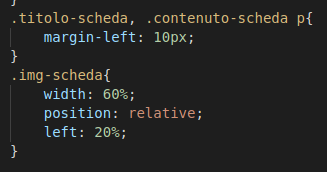 .titolo-scheda, .contenuto-scheda p{
    margin-left: 10px;
}
.img-scheda{
    width: 60%;
    position: relative;
    left: 20%;
}